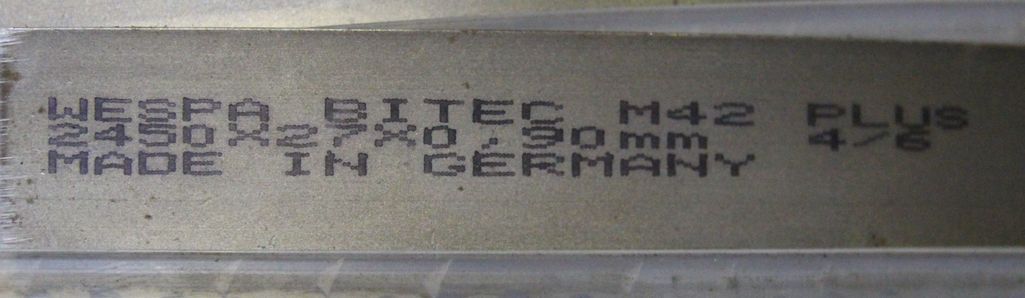 WESPA BITEC M42 PLUS
2450X27X0,90mm 4/6
MADE IN GERMANY